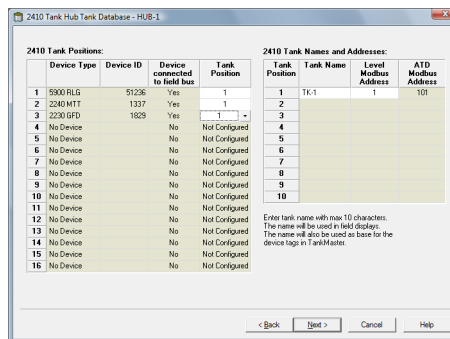 2410 Tank Hub Tank Database - HUB-1
2410 Tank Positions:
Device Type Device ID Device connected to field bus Tank Position
1 5900 RLG 51236 Yes 1
2 2240 MTT 1337 Yes 1
3 2230 GFD 1829 Yes 1
4 No Device No Not Configured
5 No Device No Not Configured
6 No Device No Not Configured
7 No Device No Not Configured
8 No Device No Not Configured
9 No Device No Not Configured
10 No Device No Not Configured
11 No Device No Not Configured
12 No Device No Not Configured
13 No Device No Not Configured
14 No Device No Not Configured
15 No Device No Not Configured
16 No Device No Not Configured
2410 Tank Names and Addresses:
Tank Position Tank Name Level Modbus Address ATD Modbus Address
1 TK-1 1 101
2
3
4
5
6
7
8
9
10
Enter tank name with max 10 characters.
The name will be used in field displays.
The name will also be used as base for the
device tags in TankMaster.
< Back Next > Cancel Help